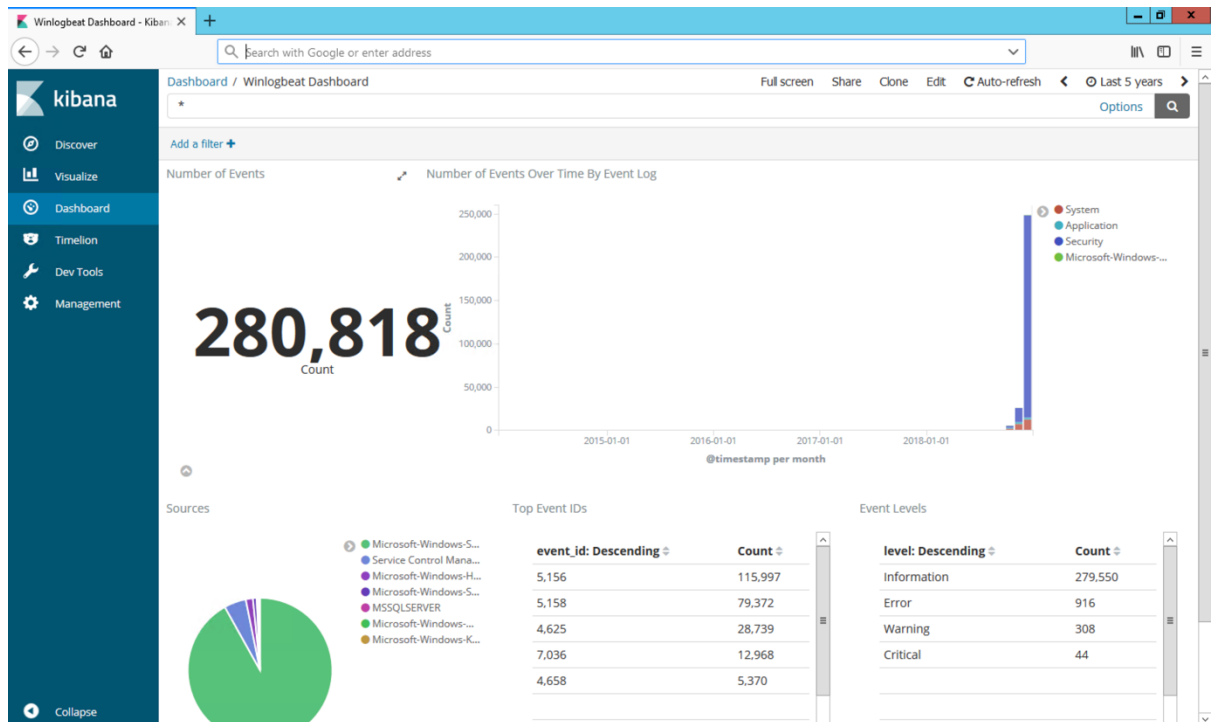 Winlogbeat Dashboard - Kiban
Search with Google or enter address
kibana
Discover
Visualize
Dashboard
Timelion
Dev Tools
Management
Collapse
Dashboard / Winlogbeat Dashboard
Full screen Share Clone Edit Auto-refresh Last 5 years
*
Options
Add a filter +
Number of Events
280,818
Count
Number of Events Over Time By Event Log
250,000
200,000
150,000
100,000
50,000
0
Count
2015-01-01 2016-01-01 2017-01-01 2018-01-01
@timestamp per month
System
Application
Security
Microsoft-Windows-...
Sources
Microsoft-Windows-S...
Service Control Mana...
Microsoft-Windows-H...
Microsoft-Windows-S...
MSSQLSERVER
Microsoft-Windows-...
Microsoft-Windows-K...
Top Event IDs
event_id: Descending Count
5,156 115,997
5,158 79,372
4,625 28,739
7,036 12,968
4,658 5,370
Event Levels
level: Descending Count
Information 279,550
Error 916
Warning 308
Critical 44